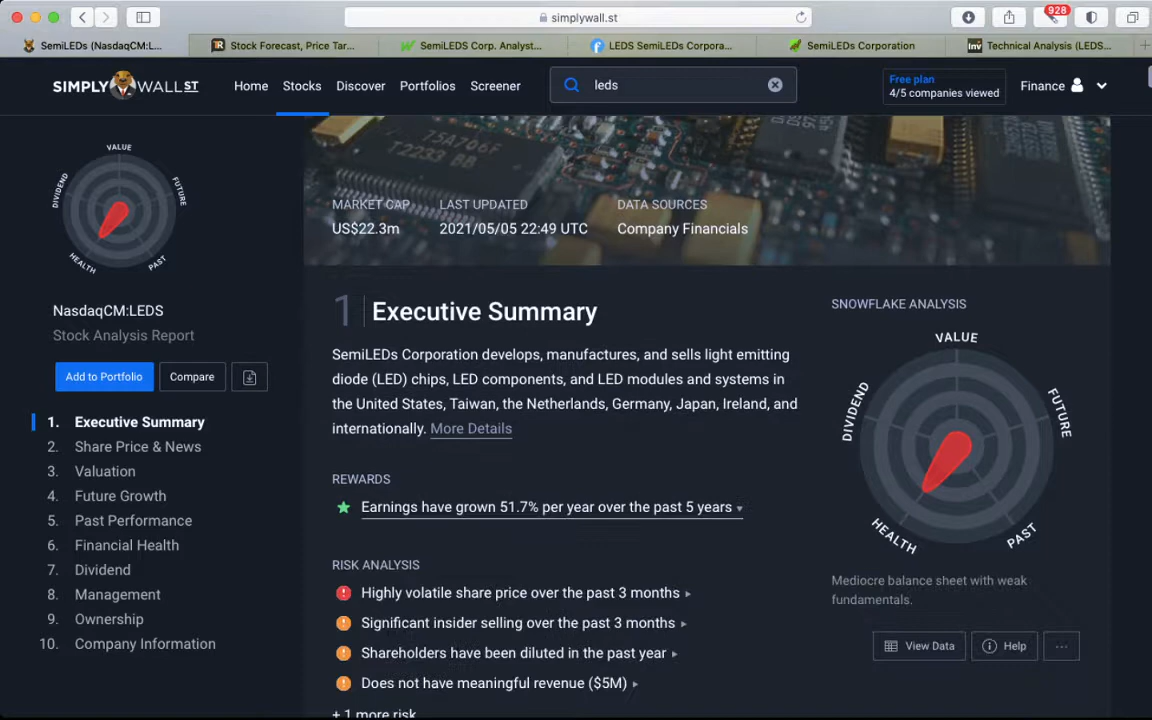 simplywall.st
928
SemiLEDs (NasdaqCM:L...
Stock Forecast, Price Tar...
SemiLEDS Corp. Analyst...
LEDS SemiLEDs Corpora...
SemiLEDS Corporation
Inv
Technical Analysis (LEDS...
SIMPLY WALL ST
Home
Stocks
Discover
Portfolios
Screener
leds
Free plan
4/5 companies viewed
Finance
VALUE
FUTURE
PAST
HEALTH
DIVIDEND
NasdaqCM:LEDS
Stock Analysis Report
Add to Portfolio
Compare
1. Executive Summary
2. Share Price & News
3. Valuation
4. Future Growth
5. Past Performance
6. Financial Health
7. Dividend
8. Management
9. Ownership
10. Company Information
75A706F
T2233 BB
MARKET CAP
US$22.3m
LAST UPDATED
2021/05/05 22:49 UTC
DATA SOURCES
Company Financials
1 Executive Summary
SemiLEDs Corporation develops, manufactures, and sells light emitting
diode (LED) chips, LED components, and LED modules and systems in
the United States, Taiwan, the Netherlands, Germany, Japan, Ireland, and
internationally. More Details
REWARDS
Earnings have grown 51.7% per year over the past 5 years
RISK ANALYSIS
Highly volatile share price over the past 3 months
Significant insider selling over the past 3 months
Shareholders have been diluted in the past year
Does not have meaningful revenue ($5M)
+ 1 more risk
SNOWFLAKE ANALYSIS
VALUE
FUTURE
PAST
HEALTH
DIVIDEND
Mediocre balance sheet with weak
fundamentals.
View Data
Help
...